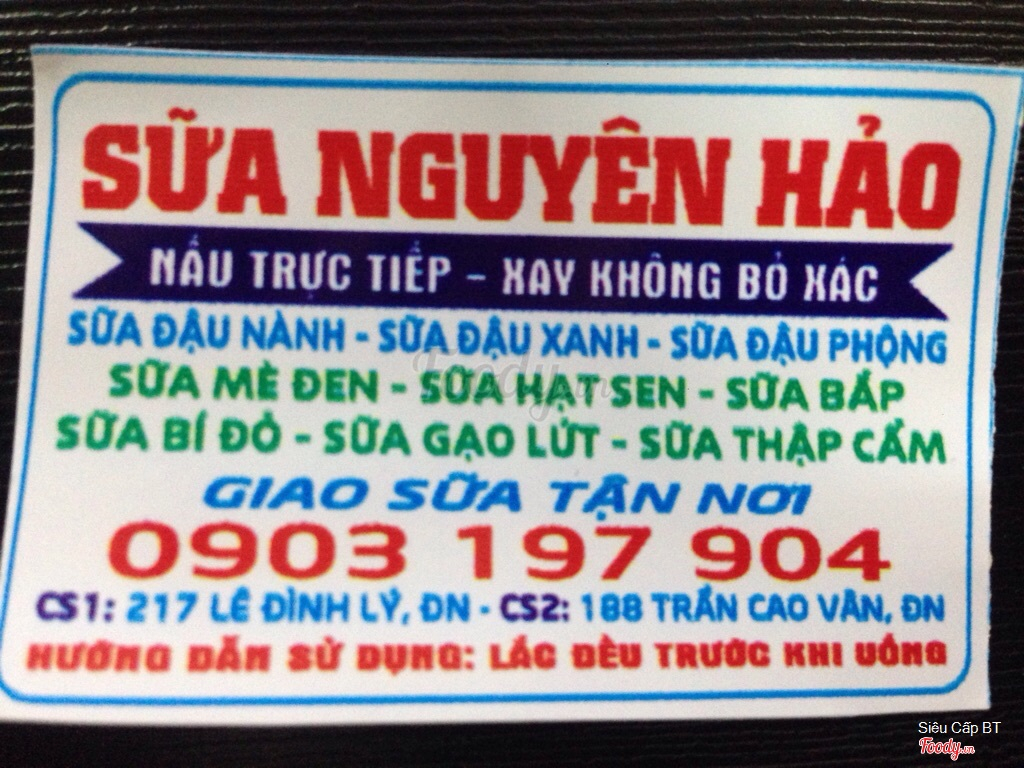 SỮA NGUYÊN HẢO
NẤU TRỰC TIẾP - XAY KHÔNG BỎ XÁC
SỮA ĐẬU NÀNH - SỮA ĐẬU XANH - SỮA ĐẬU PHỘNG
SỮA MÈ ĐEN - SỮA HẠT SEN - SỮA BẮP
SỮA BÍ ĐỎ - SỮA GẠO LỨT - SỮA THẬP CẨM
GIAO SỮA TẬN NƠI
0903 197 904
CS1: 217 LÊ ĐÌNH LÝ, ĐN - CS2: 188 TRẦN CAO VÂN, ĐN
HƯỚNG DẪN SỬ DỤNG: LẮC ĐỀU TRƯỚC KHI UỐNG
Foody.vn
Siêu Cấp BT
Foody.vn